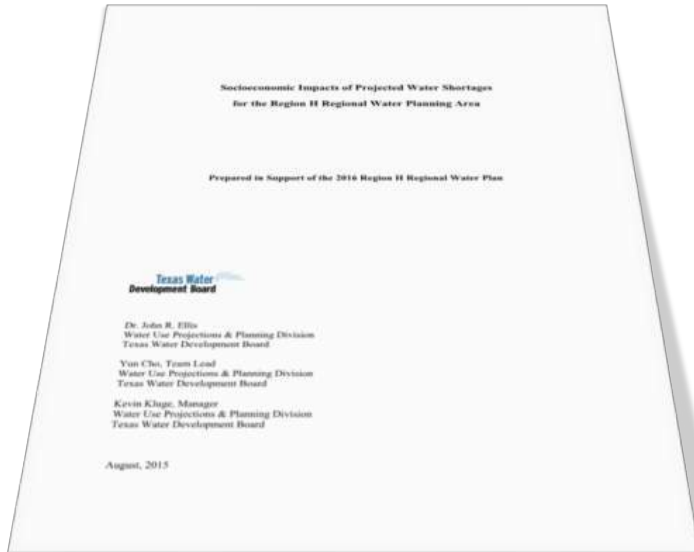 Socioeconomic Impacts of Projected Water Shortages
for the Region H Regional Water Planning Area
Prepared in Support of the 2016 Region H Regional Water Plan
Texas Water
Development Board
Dr. John R. Ellis
Water Use Projections & Planning Division
Texas Water Development Board
Yun Cho, Team Lead
Water Use Projections & Planning Division
Texas Water Development Board
Kevin Kluge, Manager
Water Use Projections & Planning Division
Texas Water Development Board
August, 2015